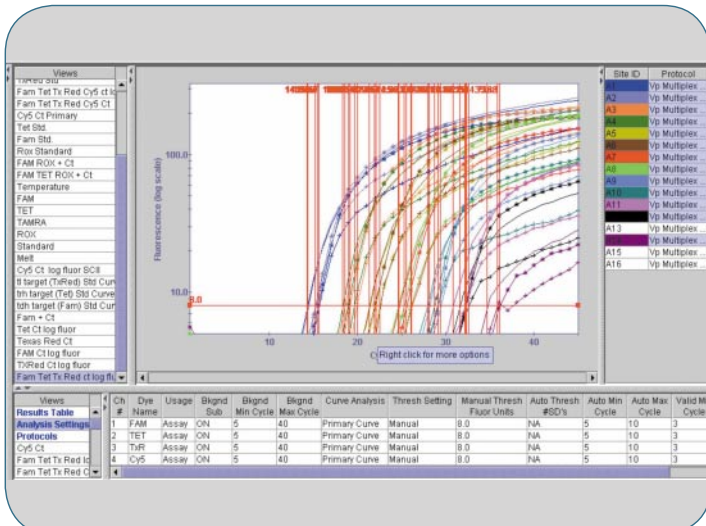 Views
TxRed Std
Fam Tet Tx Red Cy5 ct lo
Fam Tet Tx Red Cy5 Ct
Cy5 Ct Primary
Tet Std.
Fam Std.
Rox Standard
FAM ROX + Ct
FAM TET ROX + Ct
Temperature
FAM
TET
TAMRA
ROX
Standard
Melt
Cy5 Ct log fluor SCII
tl target (TxRed) Std Curv
trh target (Tet) Std Curve
tdh target (Fam) Std Cur
Fam + Ct
Tet Ct log fluor
Texas Red Ct
FAM Ct log fluor
TXRed Ct log fluor
Fam Tet Tx Red ct log flu
Fluorescence (log scale)
100.0
10.0
8.0
10
20
30
40
Right click for more options
Site ID Protocol
A1 Vp Multiplex ...
A2 Vp Multiplex ...
A3 Vp Multiplex ...
A4 Vp Multiplex ...
A5 Vp Multiplex ...
A6 Vp Multiplex ...
A7 Vp Multiplex ...
A8 Vp Multiplex ...
A9 Vp Multiplex ...
A10 Vp Multiplex ...
A11 Vp Multiplex ...
Vp Multiplex ...
A13 Vp Multiplex ...
Vp Multiplex ...
A15 Vp Multiplex ...
A16 Vp Multiplex ...
Views
Results Table
Analysis Settings
Protocols
Cy5 Ct
Fam Tet Tx Red lo
Fam Tet Tx Red C
Ch # Dye Name Usage Bkgnd Sub Bkgnd Min Cycle Bkgnd Max Cycle Curve Analysis Thresh Setting Manual Thresh Fluor Units Auto Thresh #SD's Auto Min Cycle Auto Max Cycle Valid M Cycle
1 FAM Assay ON 5 40 Primary Curve Manual 8.0 NA 5 10 3
2 TET Assay ON 5 40 Primary Curve Manual 8.0 NA 5 10 3
3 TxR Assay ON 5 40 Primary Curve Manual 8.0 NA 5 10 3
4 Cy5 Assay ON 5 40 Primary Curve Manual 8.0 NA 5 10 3